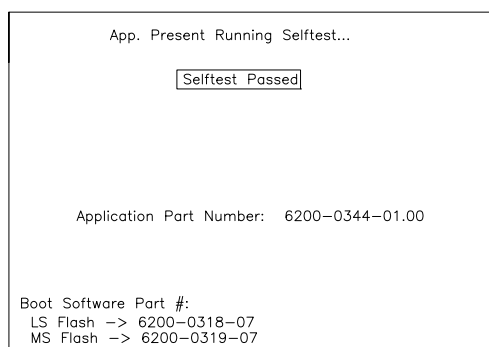 App. Present Running Selftest...
Selftest Passed
Application Part Number: 6200-0344-01.00
Boot Software Part #:
LS Flash -> 6200-0318-07
MS Flash -> 6200-0319-07